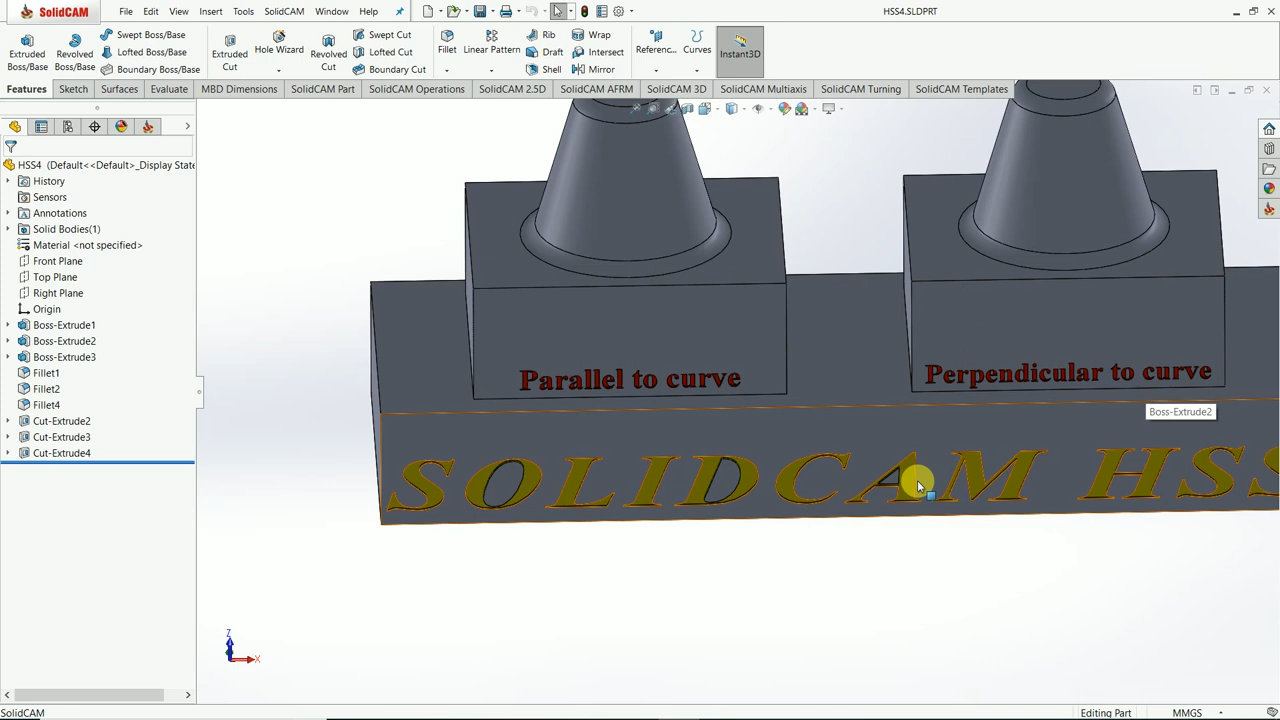 SOLIDCAM File Edit View Insert Tools SolidCAM Window Help HSS4.SLDPRT
Extruded Boss/Base Revolved Boss/Base Swept Boss/Base Lofted Boss/Base Boundary Boss/Base Extruded Cut Hole Wizard Revolved Cut Swept Cut Lofted Cut Boundary Cut Fillet Linear Pattern Rib Draft Shell Wrap Intersect Mirror Referenc... Curves Instant3D
Features Sketch Surfaces Evaluate MBD Dimensions SolidCAM Part SolidCAM Operations SolidCAM 2.5D SolidCAM AFRM SolidCAM 3D SolidCAM Multiaxis SolidCAM Turning SolidCAM Templates
HSS4 (Default<<Default>_Display State
History
Sensors
Annotations
Solid Bodies(1)
Material <not specified>
Front Plane
Top Plane
Right Plane
Origin
Boss-Extrude1
Boss-Extrude2
Boss-Extrude3
Fillet1
Fillet2
Fillet4
Cut-Extrude2
Cut-Extrude3
Cut-Extrude4
Parallel to curve
Perpendicular to curve
Boss-Extrude2
SOLIDCAM HSS
Z
X
SolidCAM Editing Part MMGS